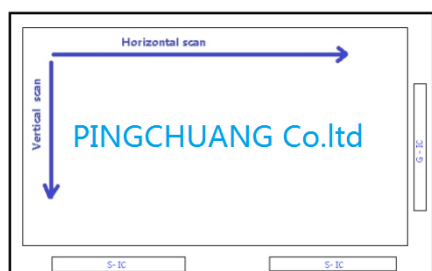 Horizontal scan
Vertical scan
PINGCHUANG Co.ltd
G - IC
S- IC
S- IC